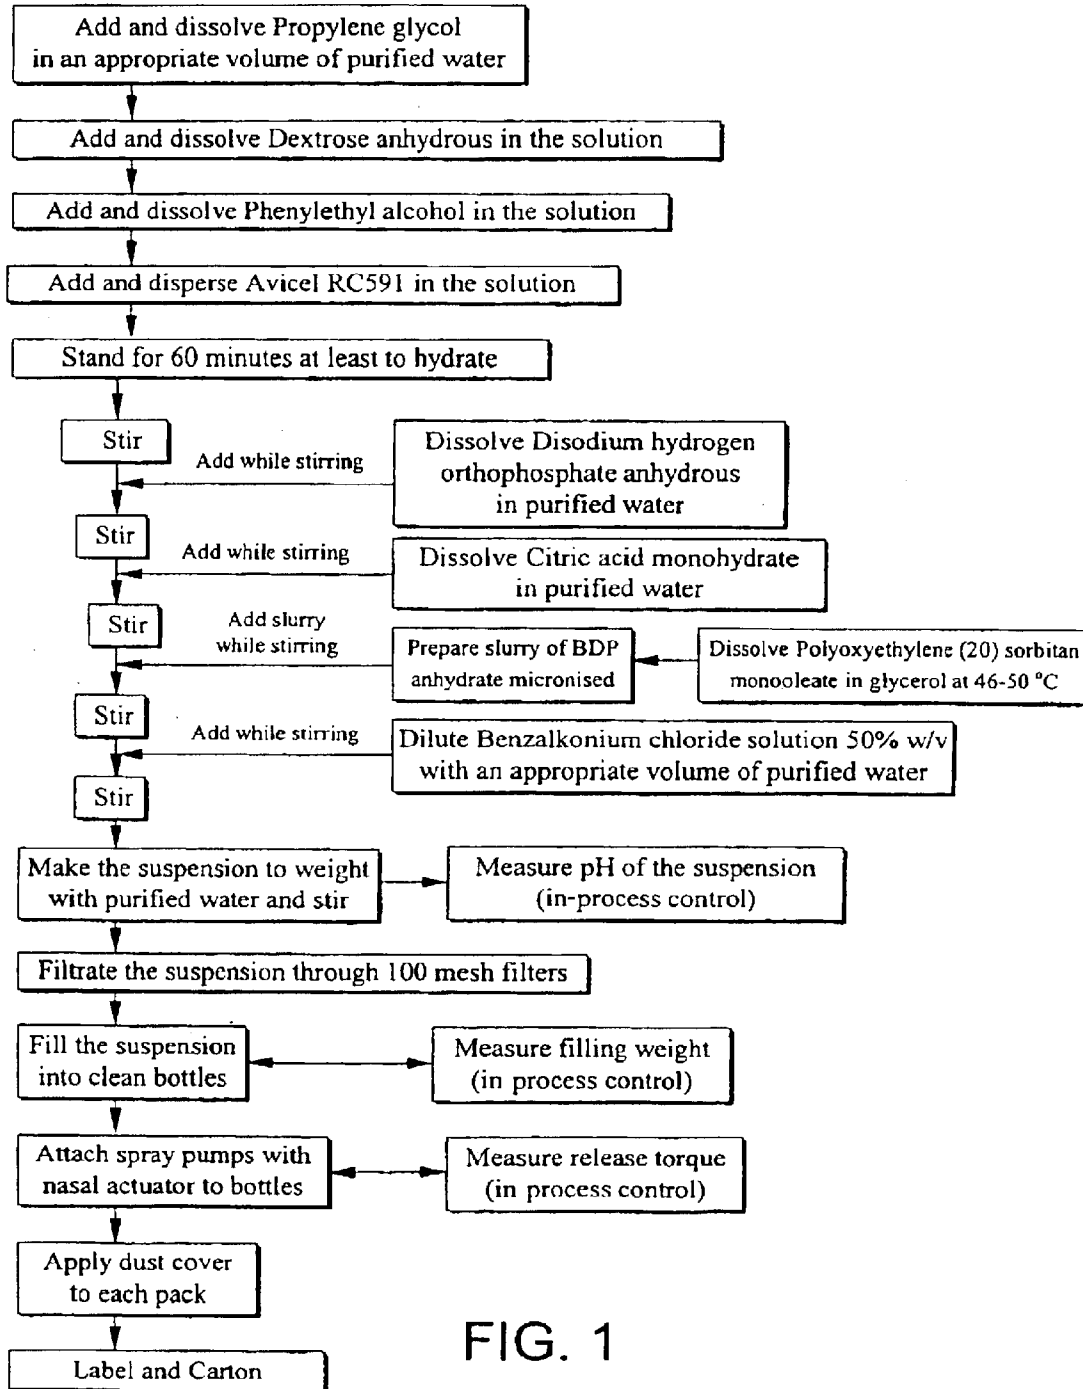 Add and dissolve Propylene glycol
in an appropriate volume of purified water
Add and dissolve Dextrose anhydrous in the solution
Add and dissolve Phenylethyl alcohol in the solution
Add and disperse Avicel RC591 in the solution
Stand for 60 minutes at least to hydrate
Stir
Add while stirring
Dissolve Disodium hydrogen
orthophosphate anhydrous
in purified water
Stir
Add while stirring
Dissolve Citric acid monohydrate
in purified water
Stir
Add slurry
while stirring
Prepare slurry of BDP
anhydrate micronised
Dissolve Polyoxyethylene (20) sorbitan
monooleate in glycerol at 46-50 °C
Stir
Add while stirring
Dilute Benzalkonium chloride solution 50% w/v
with an appropriate volume of purified water
Stir
Make the suspension to weight
with purified water and stir
Measure pH of the suspension
(in-process control)
Filtrate the suspension through 100 mesh filters
Fill the suspension
into clean bottles
Measure filling weight
(in process control)
Attach spray pumps with
nasal actuator to bottles
Measure release torque
(in process control)
Apply dust cover
to each pack
Label and Carton
FIG. 1